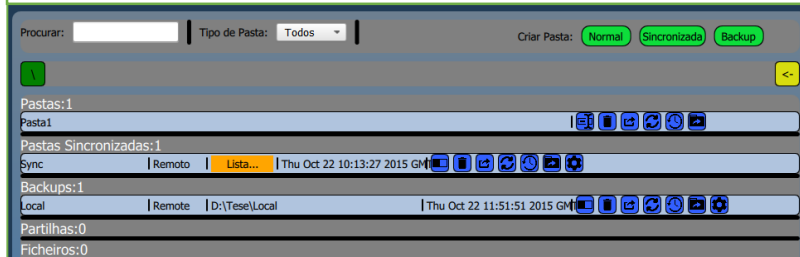 Procurar: Tipo de Pasta: Todos Criar Pasta: Normal Sincronizada Backup
\ <-
Pastas:1
Pasta1
Pastas Sincronizadas:1
Sync Remoto Lista... Thu Oct 22 10:13:27 2015 GM
Backups:1
Local Remote D:\Tese\Local Thu Oct 22 11:51:51 2015 GM
Partilhas:0
Ficheiros:0